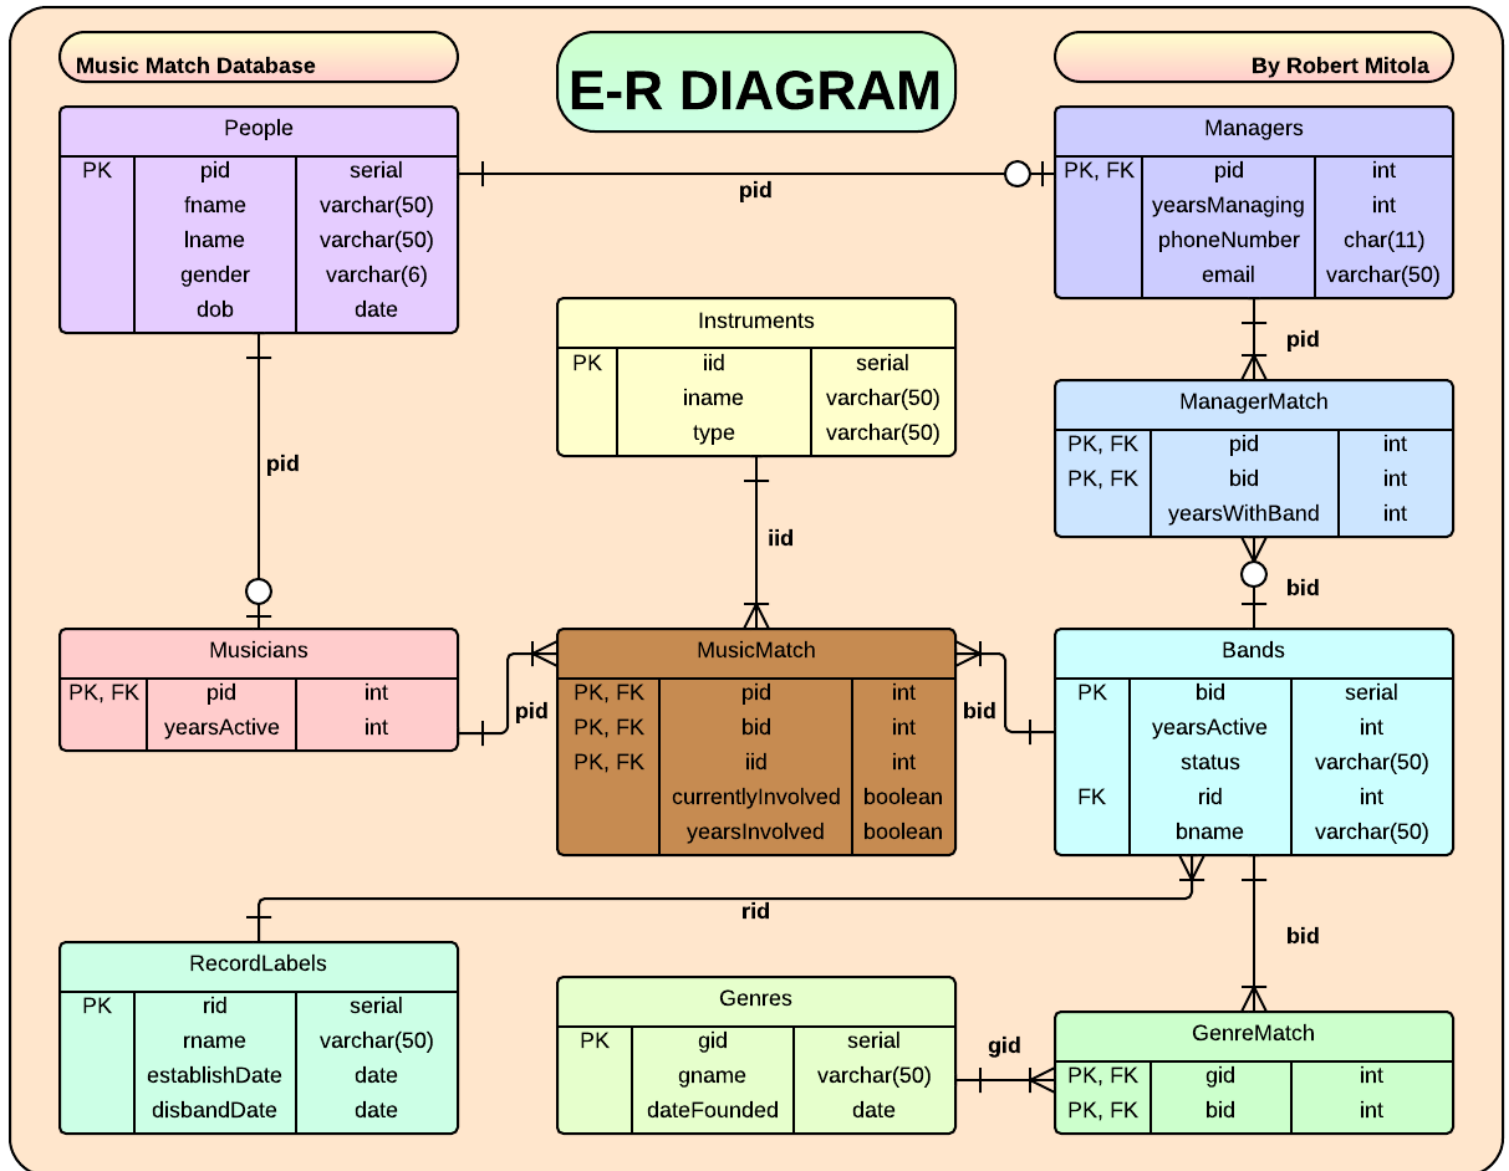 Music Match Database
E-R DIAGRAM
By Robert Mitola
People
PK pid serial
fname varchar(50)
lname varchar(50)
gender varchar(6)
dob date
pid
Managers
PK, FK pid int
yearsManaging int
phoneNumber char(11)
email varchar(50)
pid
Instruments
PK iid serial
iname varchar(50)
type varchar(50)
ManagerMatch
PK, FK pid int
PK, FK bid int
yearsWithBand int
pid
iid
bid
Musicians
PK, FK pid int
yearsActive int
pid
MusicMatch
PK, FK pid int
PK, FK bid int
PK, FK iid int
currentlyInvolved boolean
yearsInvolved boolean
bid
Bands
PK bid serial
yearsActive int
status varchar(50)
FK rid int
bname varchar(50)
rid
bid
RecordLabels
PK rid serial
rname varchar(50)
establishDate date
disbandDate date
Genres
PK gid serial
gname varchar(50)
dateFounded date
gid
GenreMatch
PK, FK gid int
PK, FK bid int